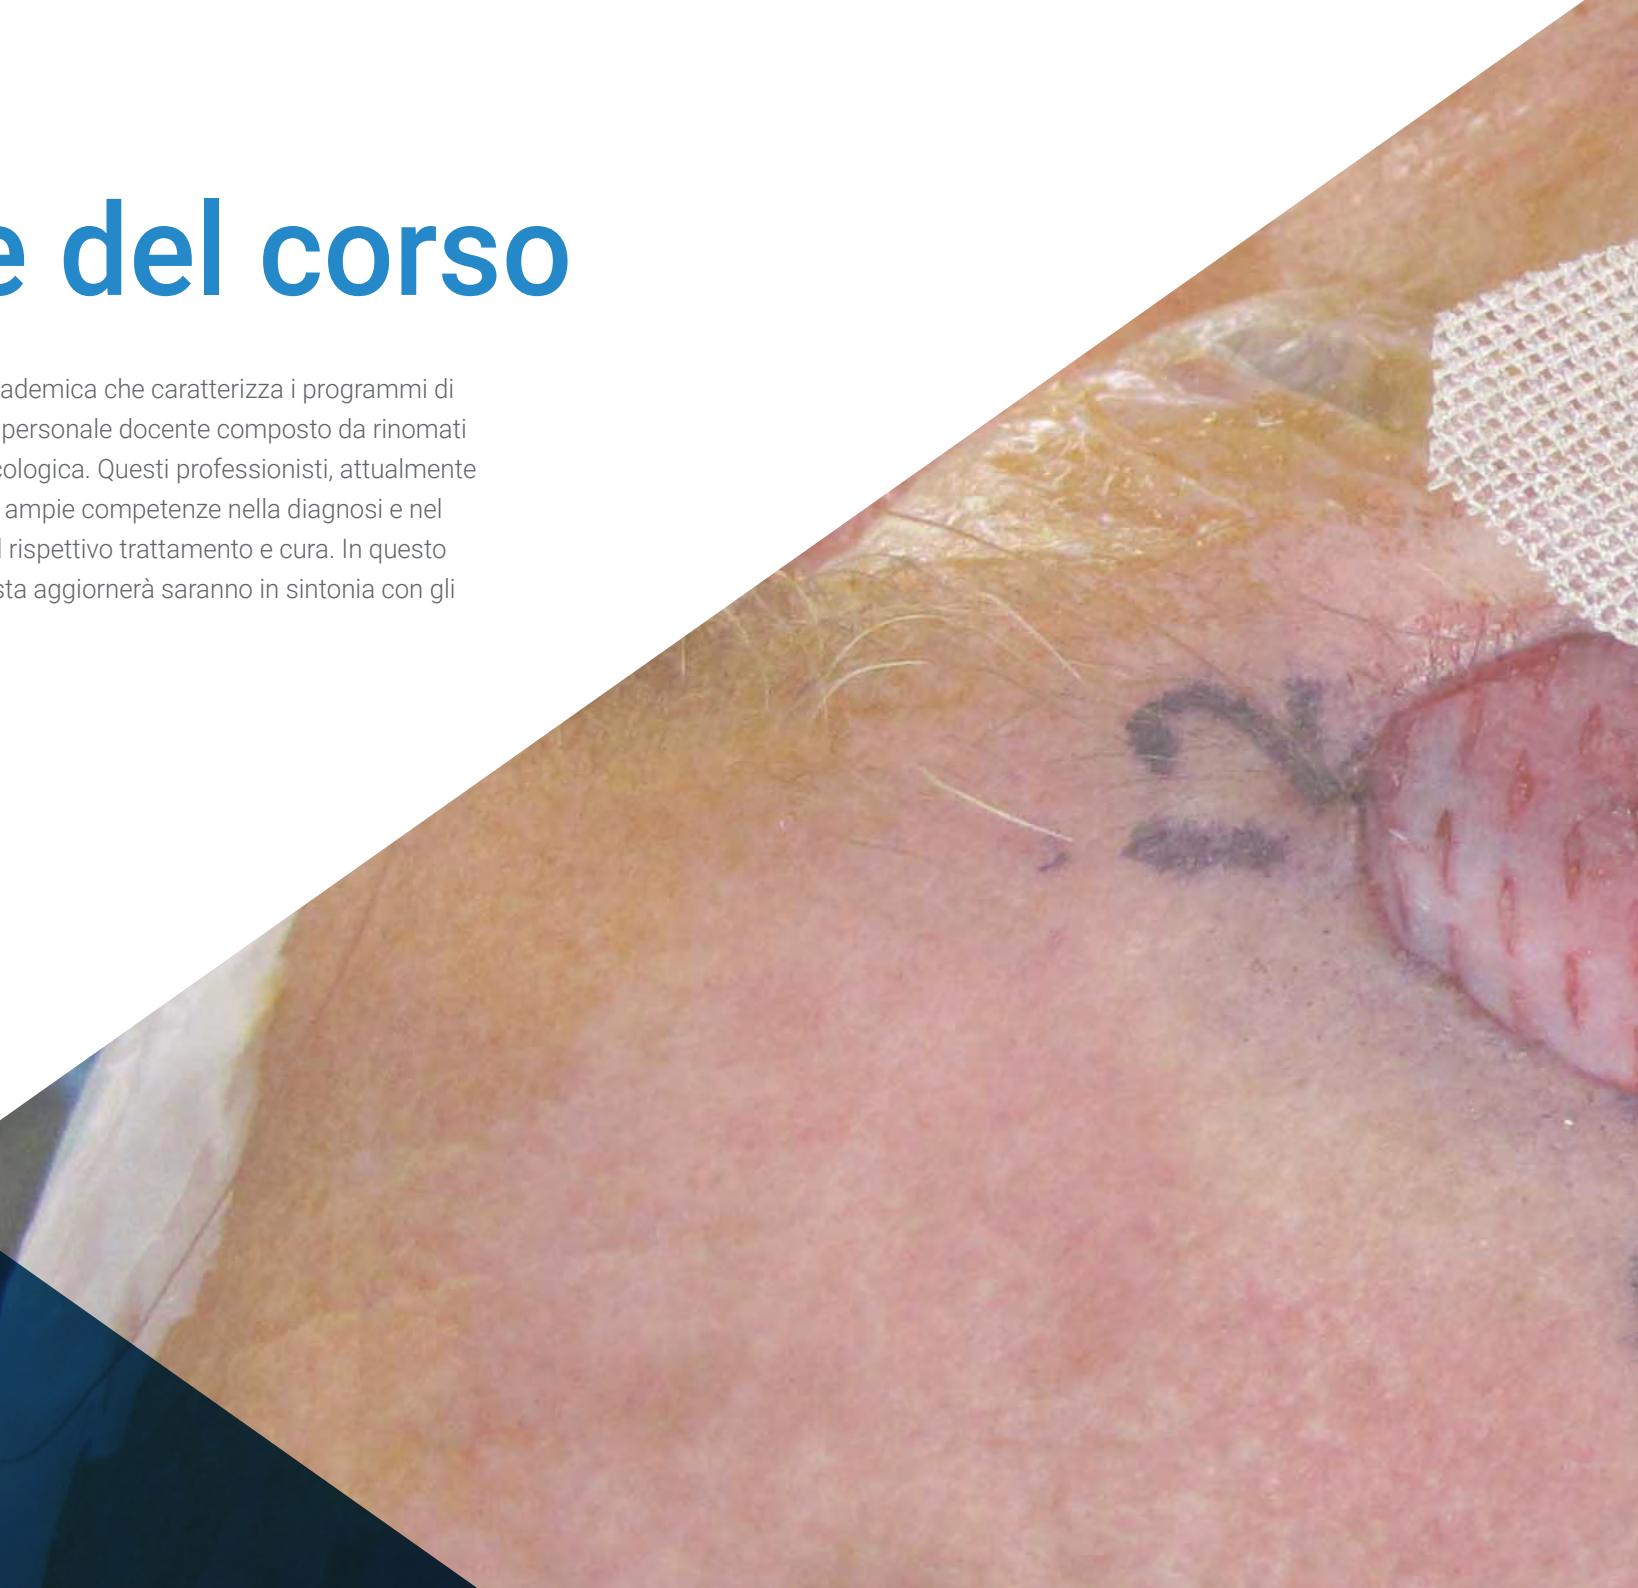 e del corso
ademica che caratterizza i programmi di
personale docente composto da rinomati
cologica. Questi professionisti, attualmente
ampie competenze nella diagnosi e nel
l rispettivo trattamento e cura. In questo
sta aggiornerà saranno in sintonia con gli